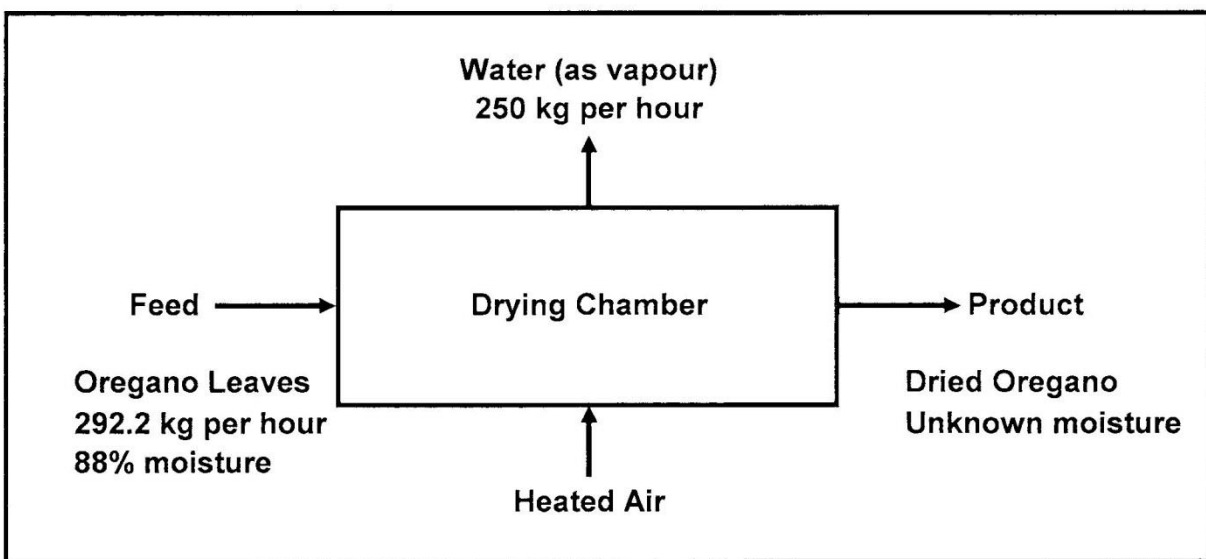 Water (as vapour)
250 kg per hour
Feed
Drying Chamber
Product
Oregano Leaves
292.2 kg per hour
88% moisture
Dried Oregano
Unknown moisture
Heated Air